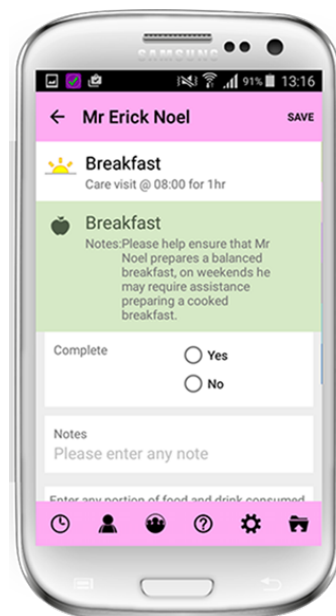 SAMSUNG
91% 13:16
Mr Erick Noel SAVE
Breakfast
Care visit @ 08:00 for 1hr
Breakfast
Notes:Please help ensure that Mr
Noel prepares a balanced
breakfast, on weekends he
may require assistance
preparing a cooked
breakfast.
Complete
Yes
No
Notes
Please enter any note
Enter any portion of food and drink consumed